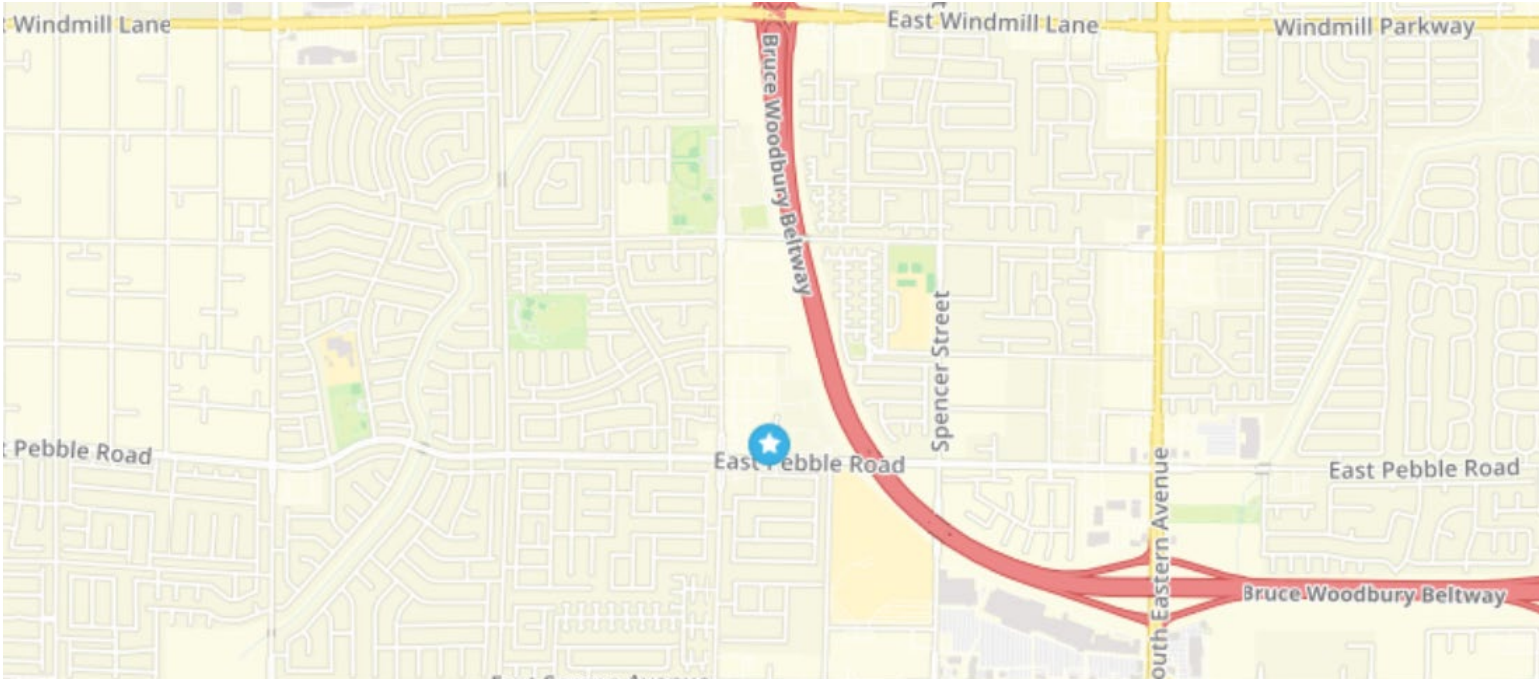 Windmill Lane
East Windmill Lane
Windmill Parkway
Bruce Woodbury Beltway
Spencer Street
Pebble Road
East Pebble Road
East Pebble Road
South Eastern Avenue
Bruce Woodbury Beltway